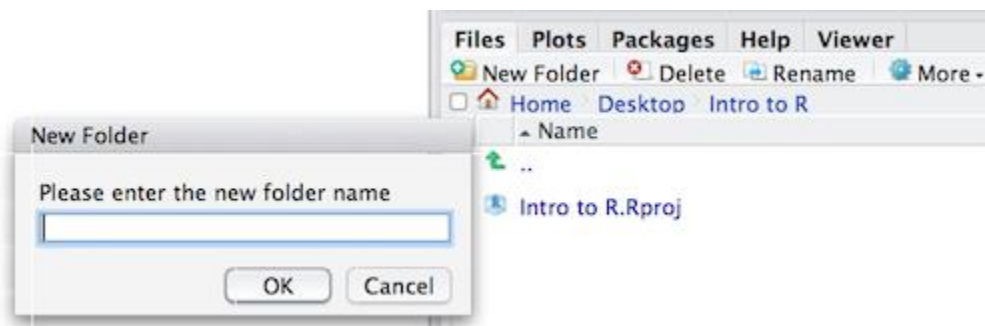 Files Plots Packages Help Viewer
New Folder Delete Rename More
Home Desktop Intro to R
Name
..
Intro to R.Rproj
New Folder
Please enter the new folder name
OK Cancel